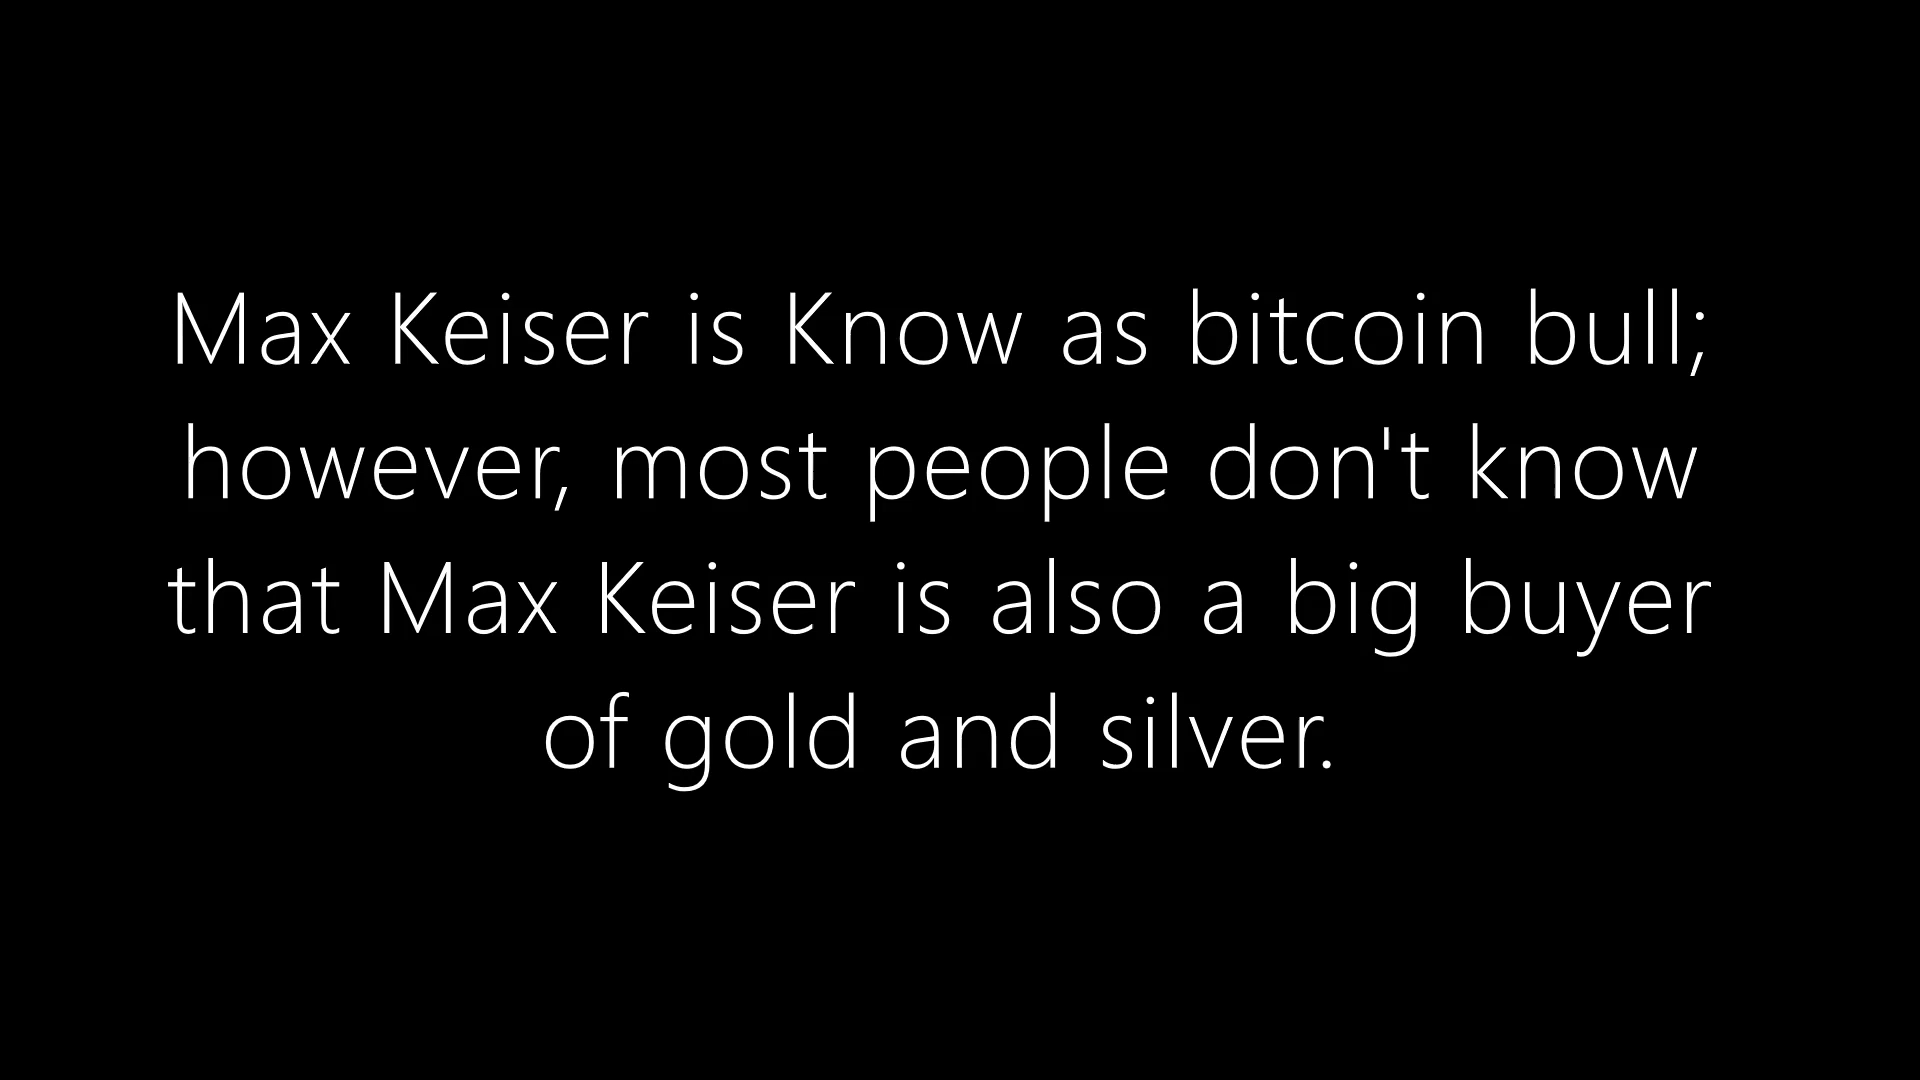 Max Keiser is Know as bitcoin bull;
however, most people don't know
that Max Keiser is also a big buyer
of gold and silver.